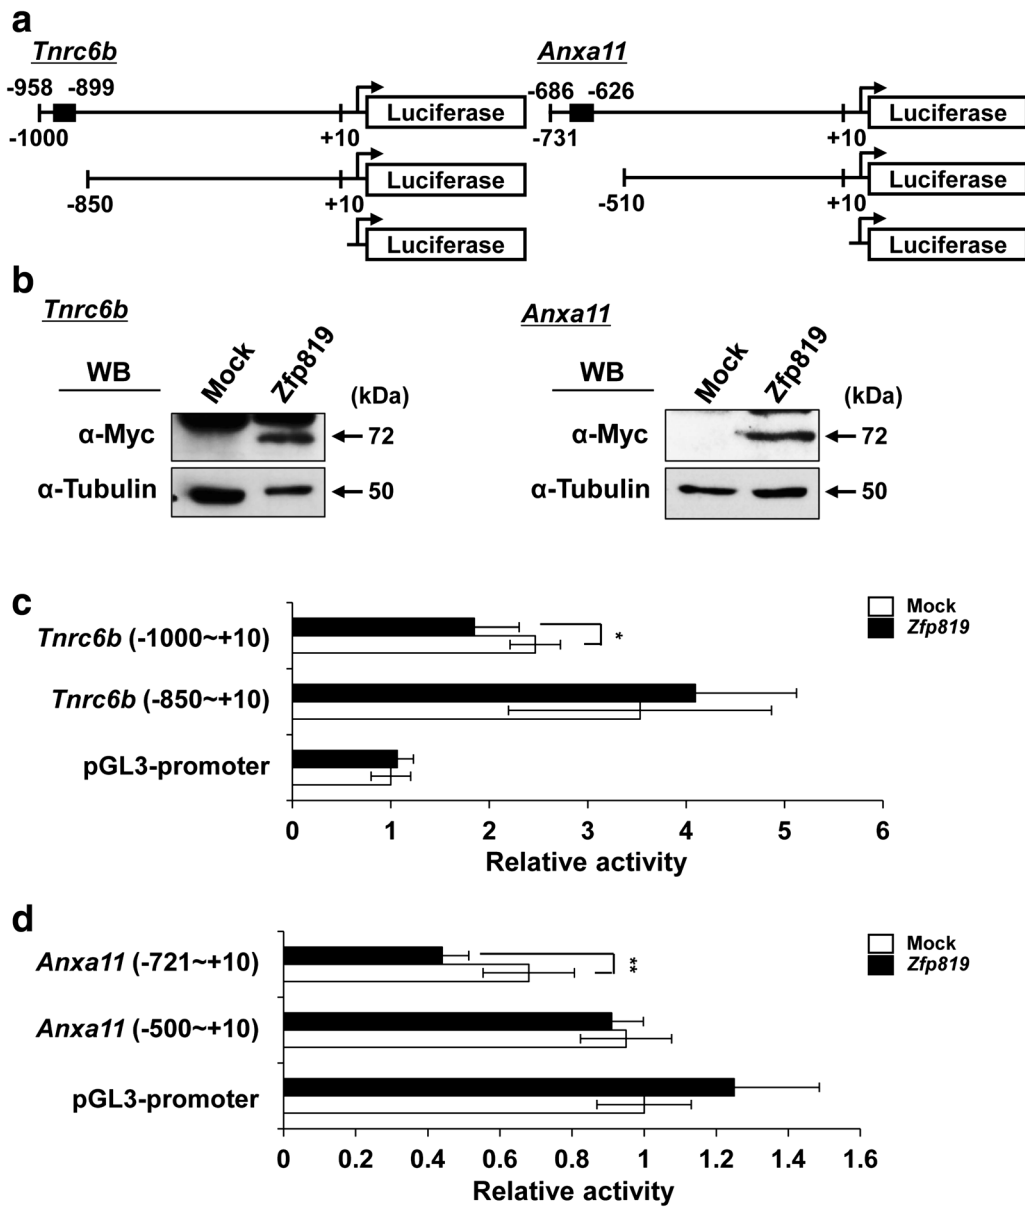 a
Tnrc6b
Anxa11
-958 -899
-686 -626
Luciferase
Luciferase
-1000 +10
-731 +10
Luciferase
Luciferase
-850 +10
-510 +10
Luciferase
Luciferase
b
Tnrc6b
Anxa11
WB Mock Zfp819 (kDa)
WB Mock Zfp819 (kDa)
α-Myc 72
α-Myc 72
α-Tubulin 50
α-Tubulin 50
c
Mock
Zfp819
Tnrc6b (-1000~+10)
*
Tnrc6b (-850~+10)
pGL3-promoter
0 1 2 3 4 5 6
Relative activity
d
Mock
Zfp819
Anxa11 (-721~+10)
**
Anxa11 (-500~+10)
pGL3-promoter
0 0.2 0.4 0.6 0.8 1 1.2 1.4 1.6
Relative activity